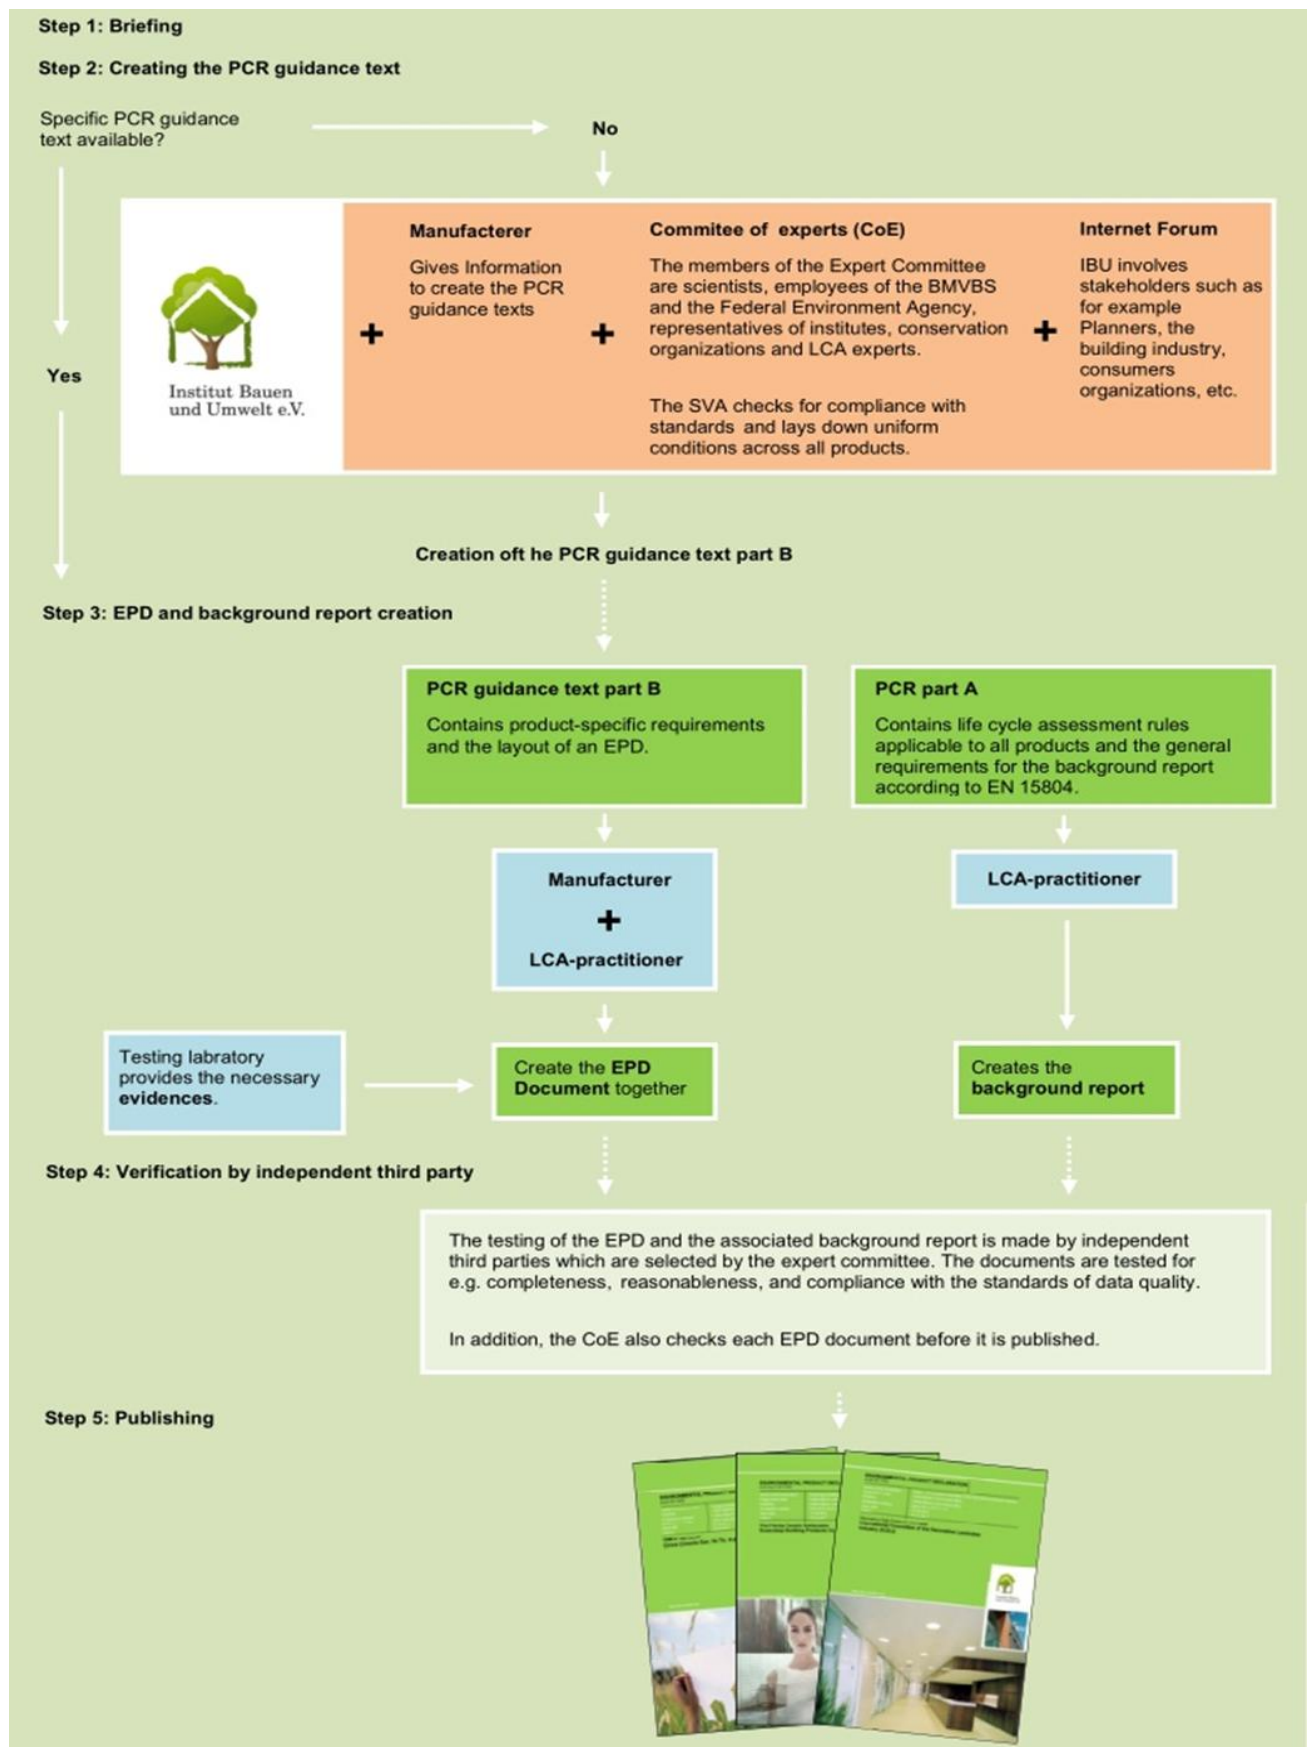 Step 1: Briefing
Step 2: Creating the PCR guidance text
Specific PCR guidance
text available?
No
Yes
Institut Bauen
und Umwelt e.V.
+
Manufacterer
Gives Information
to create the PCR
guidance texts
+
Commitee of experts (CoE)
The members of the Expert Committee
are scientists, employees of the BMVBS
and the Federal Environment Agency,
representatives of institutes, conservation
organizations and LCA experts.
The SVA checks for compliance with
standards and lays down uniform
conditions across all products.
+
Internet Forum
IBU involves
stakeholders such as
for example
Planners, the
building industry,
consumers
organizations, etc.
Creation oft he PCR guidance text part B
Step 3: EPD and background report creation
PCR guidance text part B
Contains product-specific requirements
and the layout of an EPD.
PCR part A
Contains life cycle assessment rules
applicable to all products and the general
requirements for the background report
according to EN 15804.
Manufacturer
+
LCA-practitioner
LCA-practitioner
Testing labratory
provides the necessary
evidences.
Create the EPD
Document together
Creates the
background report
Step 4: Verification by independent third party
The testing of the EPD and the associated background report is made by independent
third parties which are selected by the expert committee. The documents are tested for
e.g. completeness, reasonableness, and compliance with the standards of data quality.
In addition, the CoE also checks each EPD document before it is published.
Step 5: Publishing
ENVIRONMENTAL PRODUCT DECLARATION